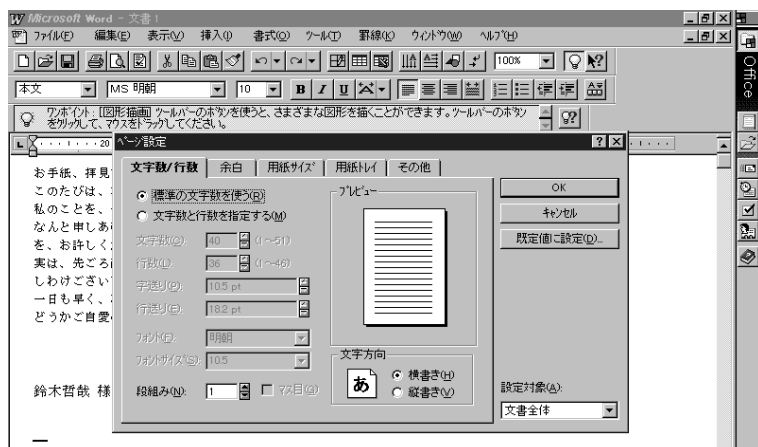 Microsoft Word - 文書 1
ファイル(F) 編集(E) 表示(V) 挿入(I) 書式(O) ツール(T) 罫線(K) ウィンドウ(W) ヘルプ(H)
100%
本文 MS 明朝 10 B I U
ワンポイント: [図形描画] ツールバーのボタンを使うと、さまざまな図形を描くことができます。ツールバーのボタン
をクリックして、マウスをドラッグしてください。
Office
20
ページ設定
文字数/行数 余白 用紙サイズ 用紙トレイ その他
標準の文字数を使う(R)
文字数と行数を指定する(M)
文字数(C): 40 (1～51)
行数(L): 36 (1～46)
字送り(P): 10.5 pt
行送り(E): 18.2 pt
フォント(F): 明朝
フォントサイズ(S): 10.5
段組み(N): 1 マス目(G)
プレビュー
文字方向
あ
横書き(H)
縦書き(V)
OK
キャンセル
既定値に設定(D)...
設定対象(A):
文書全体
お手紙、拝見
このたびは、
私のことを、
なんと申しあ
を、お許しく
実は、先ごろ
しわけござい
一日も早く、
どうかご自愛
鈴木哲哉 様